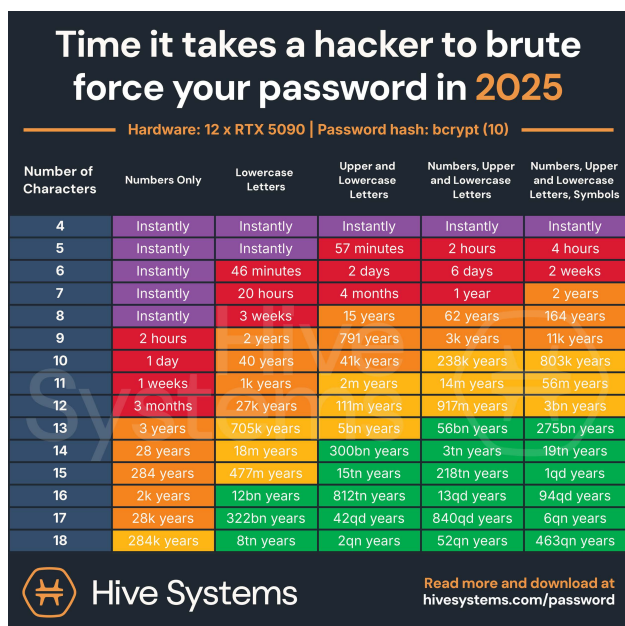 Time it takes a hacker to brute
force your password in 2025
Hardware: 12 x RTX 5090 | Password hash: bcrypt (10)
Number of Characters Numbers Only Lowercase Letters Upper and Lowercase Letters Numbers, Upper and Lowercase Letters Numbers, Upper and Lowercase Letters, Symbols
4 Instantly Instantly Instantly Instantly Instantly
5 Instantly Instantly 57 minutes 2 hours 4 hours
6 Instantly 46 minutes 2 days 6 days 2 weeks
7 Instantly 20 hours 4 months 1 year 2 years
8 Instantly 3 weeks 15 years 62 years 164 years
9 2 hours 2 years 791 years 3k years 11k years
10 1 day 40 years 41k years 238k years 803k years
11 1 weeks 1k years 2m years 14m years 56m years
12 3 months 27k years 111m years 917m years 3bn years
13 3 years 705k years 5bn years 56bn years 275bn years
14 28 years 18m years 300bn years 3tn years 19tn years
15 284 years 477m years 15tn years 218tn years 1qd years
16 2k years 12bn years 812tn years 13qd years 94qd years
17 28k years 322bn years 42qd years 840qd years 6qn years
18 284k years 8tn years 2qn years 52qn years 463qn years
Hive
Systems
Hive Systems
Read more and download at
hivesystems.com/password